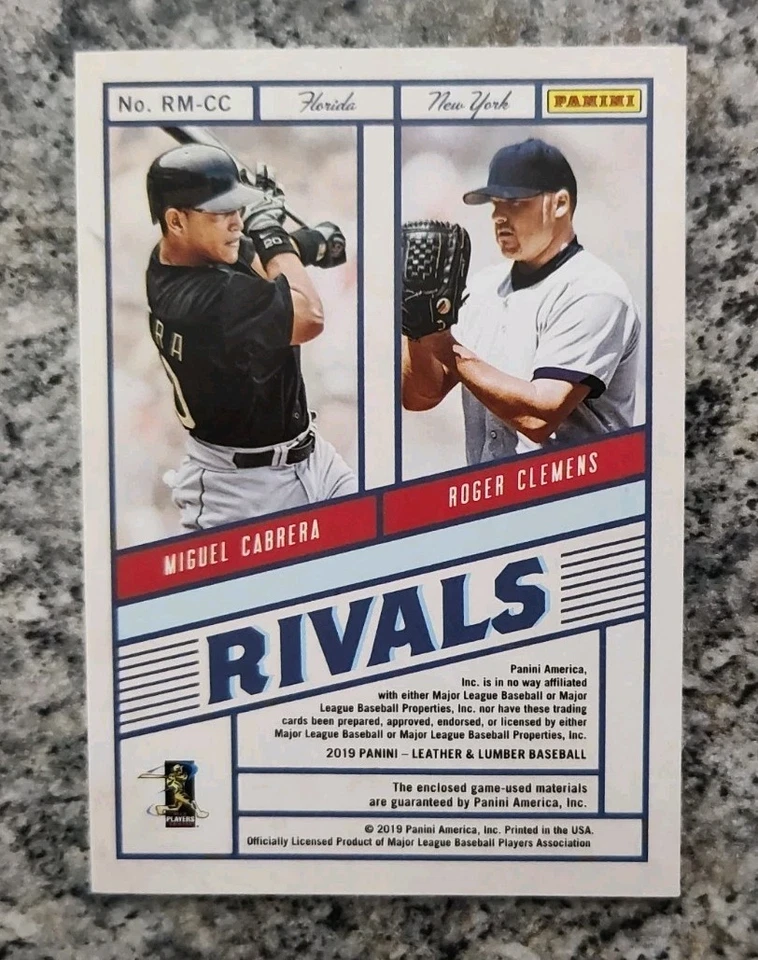 No. RM-CC
Florida
New York
PANINI
20
RA
MIGUEL CABRERA
ROGER CLEMENS
RIVALS
Panini America,
Inc. is in no way affiliated
with either Major League Baseball or Major
League Baseball Properties, Inc. nor have these trading
cards been prepared, approved, endorsed, or licensed by either
Major League Baseball or Major League Baseball Properties, Inc.
2019 PANINI – LEATHER & LUMBER BASEBALL
The enclosed game-used materials
are guaranteed by Panini America, Inc.
PLAYERS
© 2019 Panini America, Inc. Printed in the USA.
Officially Licensed Product of Major League Baseball Players Association